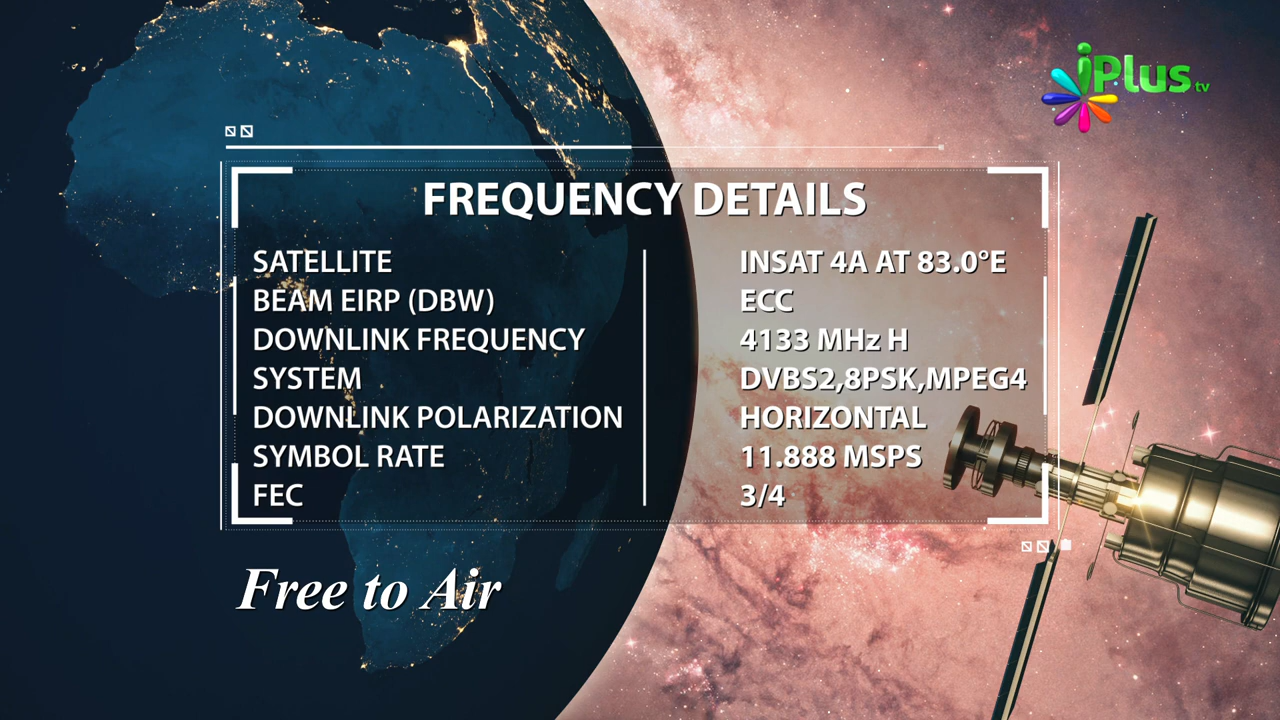 iPlus tv
FREQUENCY DETAILS
SATELLITE INSAT 4A AT 83.0°E
BEAM EIRP (DBW) ECC
DOWNLINK FREQUENCY 4133 MHz H
SYSTEM DVBS2,8PSK,MPEG4
DOWNLINK POLARIZATION HORIZONTAL
SYMBOL RATE 11.888 MSPS
FEC 3/4
Free to Air